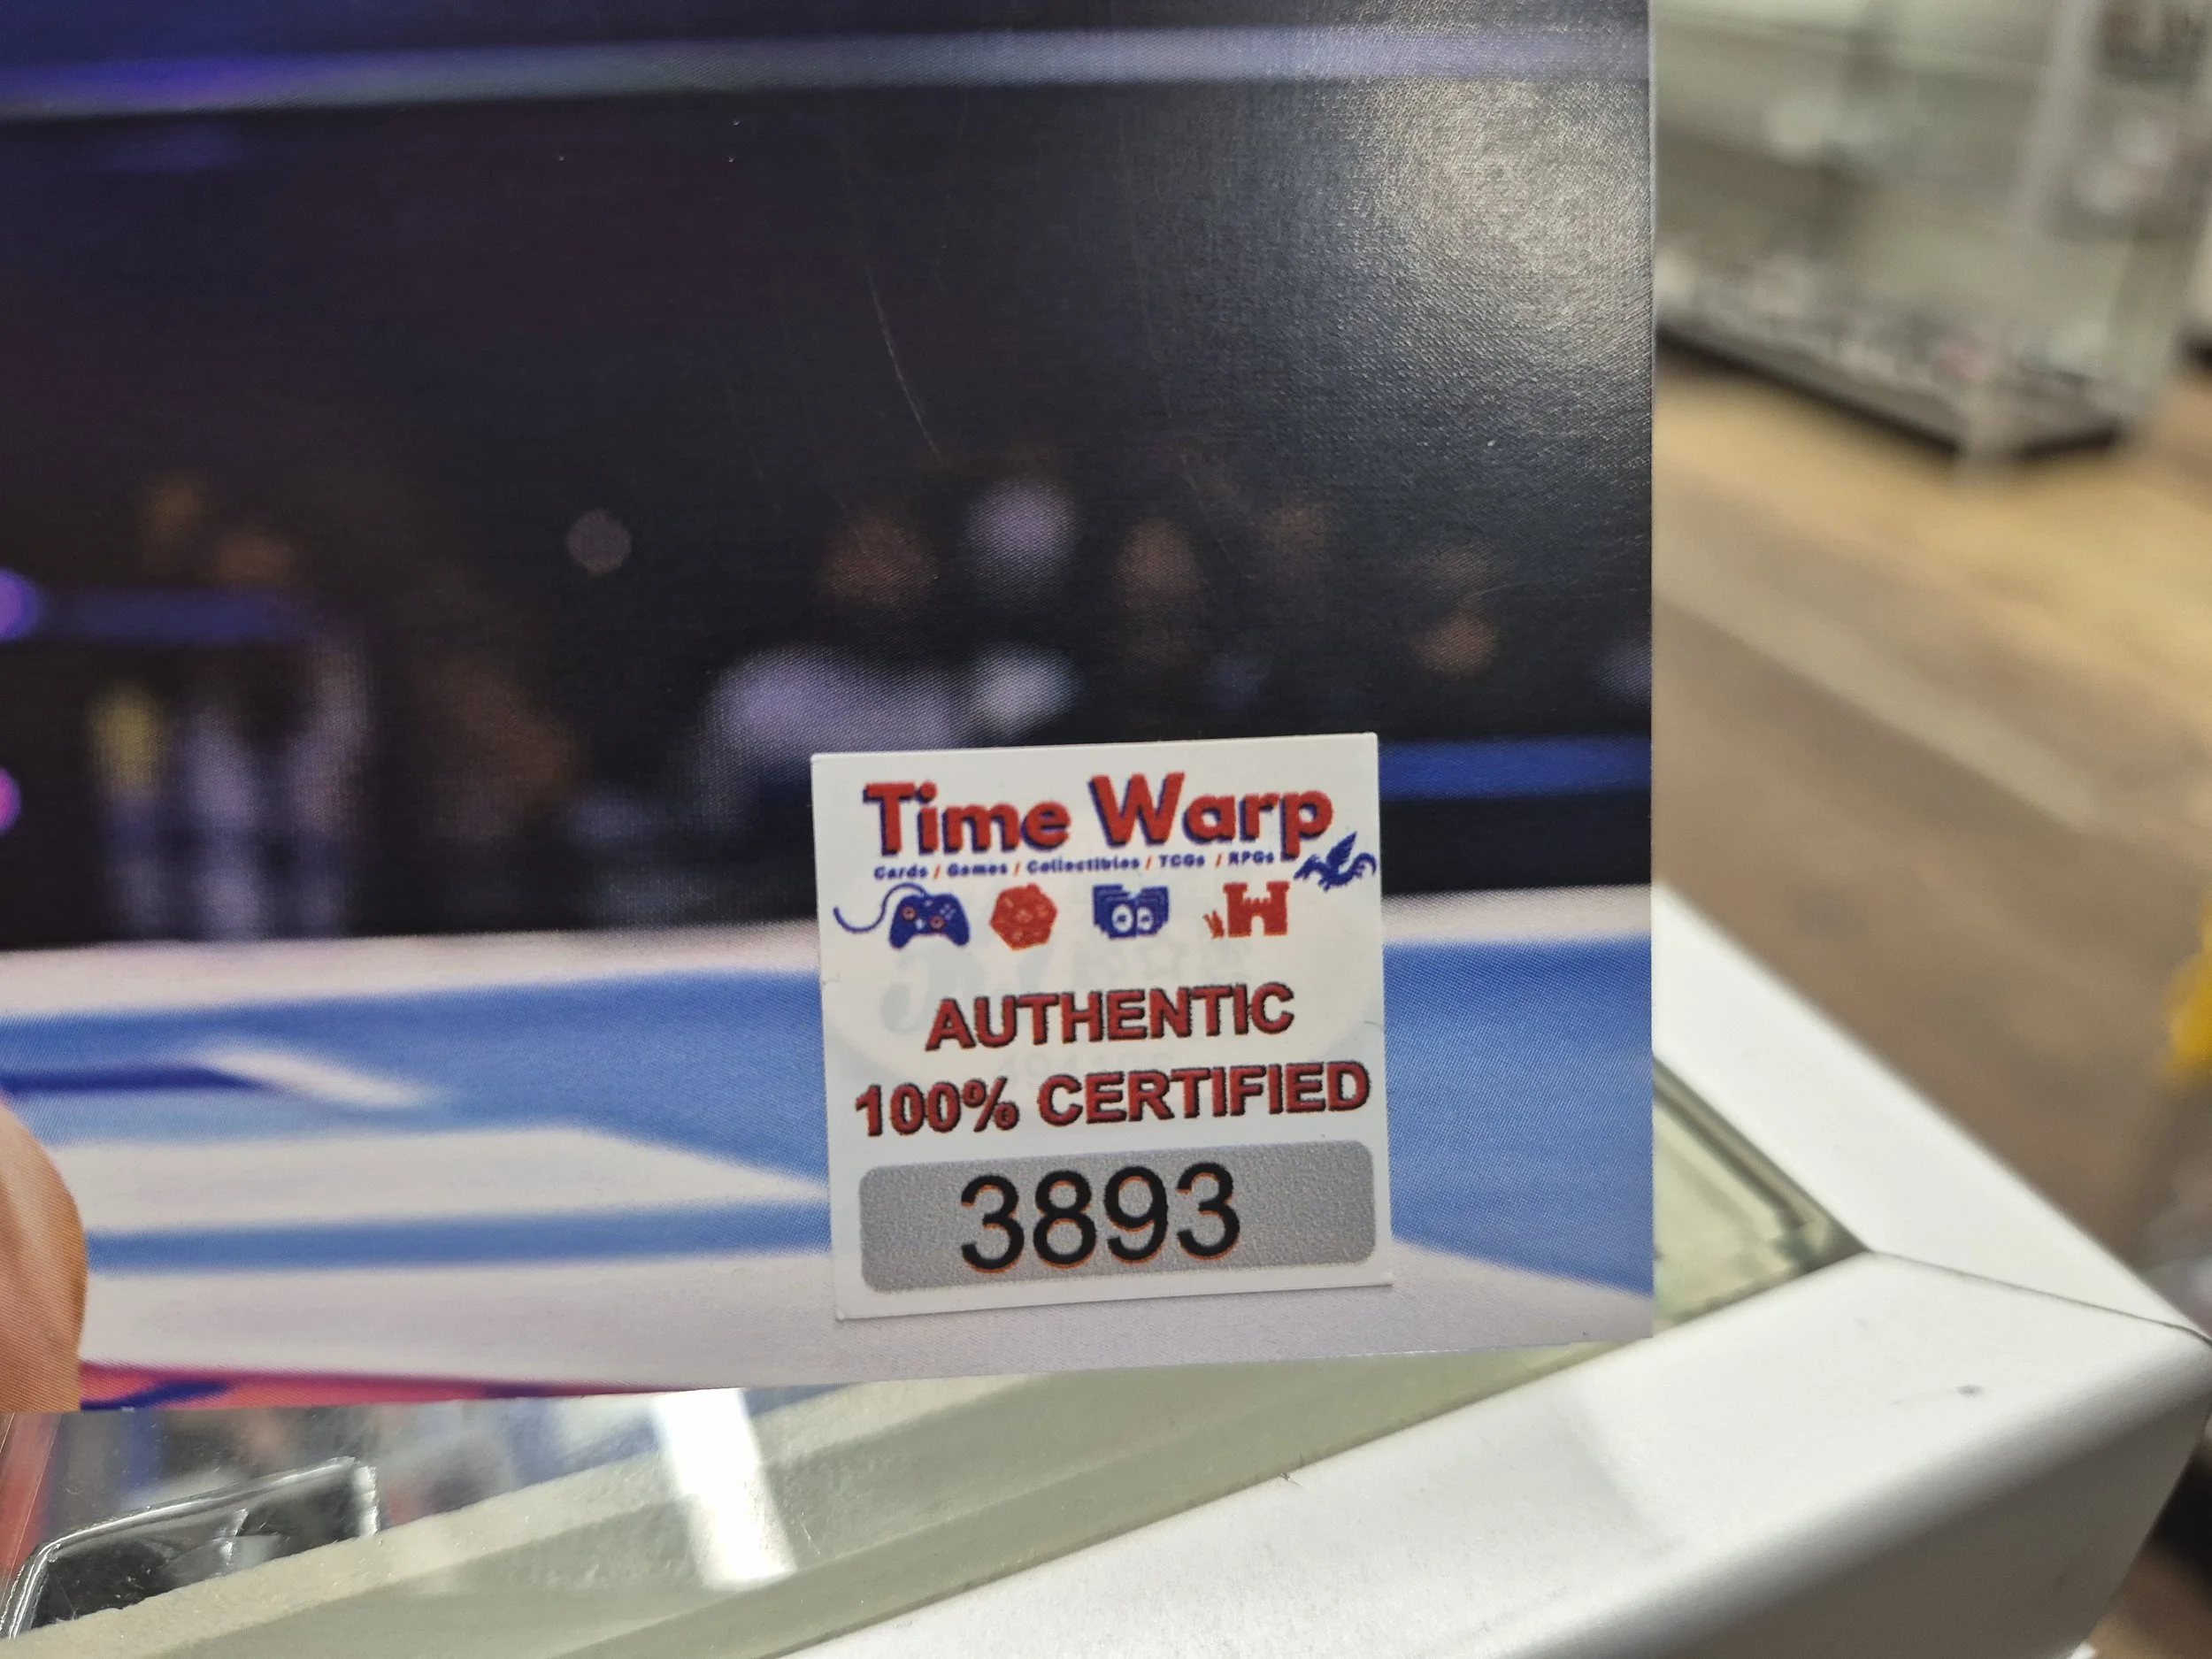 Time Warp
Cards / Games / Collectibles / TCGs / RPGs
AUTHENTIC
100% CERTIFIED
3893